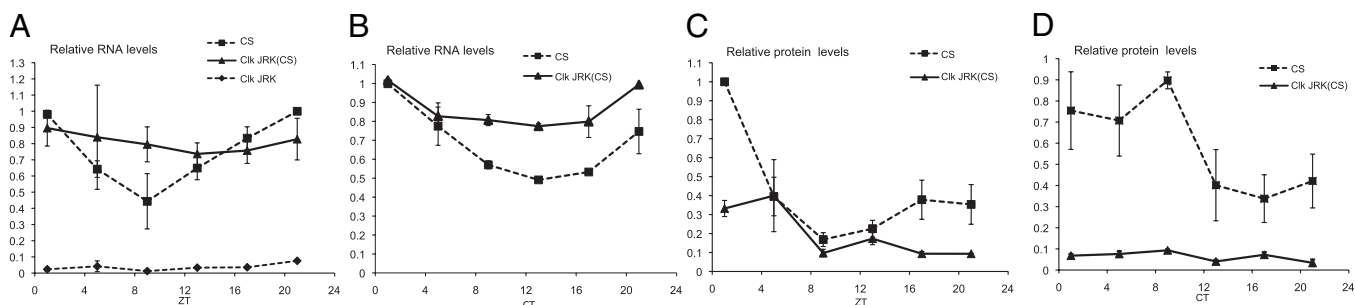 A
Relative RNA levels
CS
Clk JRK(CS)
Clk JRK
1.3
1.2
1.1
1
0.9
0.8
0.7
0.6
0.5
0.4
0.3
0.2
0.1
0
0 4 8 12 16 20 24
ZT
B
Relative RNA levels
CS
Clk JRK(CS)
1.1
1
0.9
0.8
0.7
0.6
0.5
0.4
0.3
0.2
0.1
0
0 4 8 12 16 20 24
CT
C
Relative protein levels
CS
Clk JRK(CS)
1.1
1
0.9
0.8
0.7
0.6
0.5
0.4
0.3
0.2
0.1
0
0 4 8 12 16 20 24
ZT
D
Relative protein levels
CS
Clk JRK(CS)
1
0.9
0.8
0.7
0.6
0.5
0.4
0.3
0.2
0.1
0
0 4 8 12 16 20 24
CT